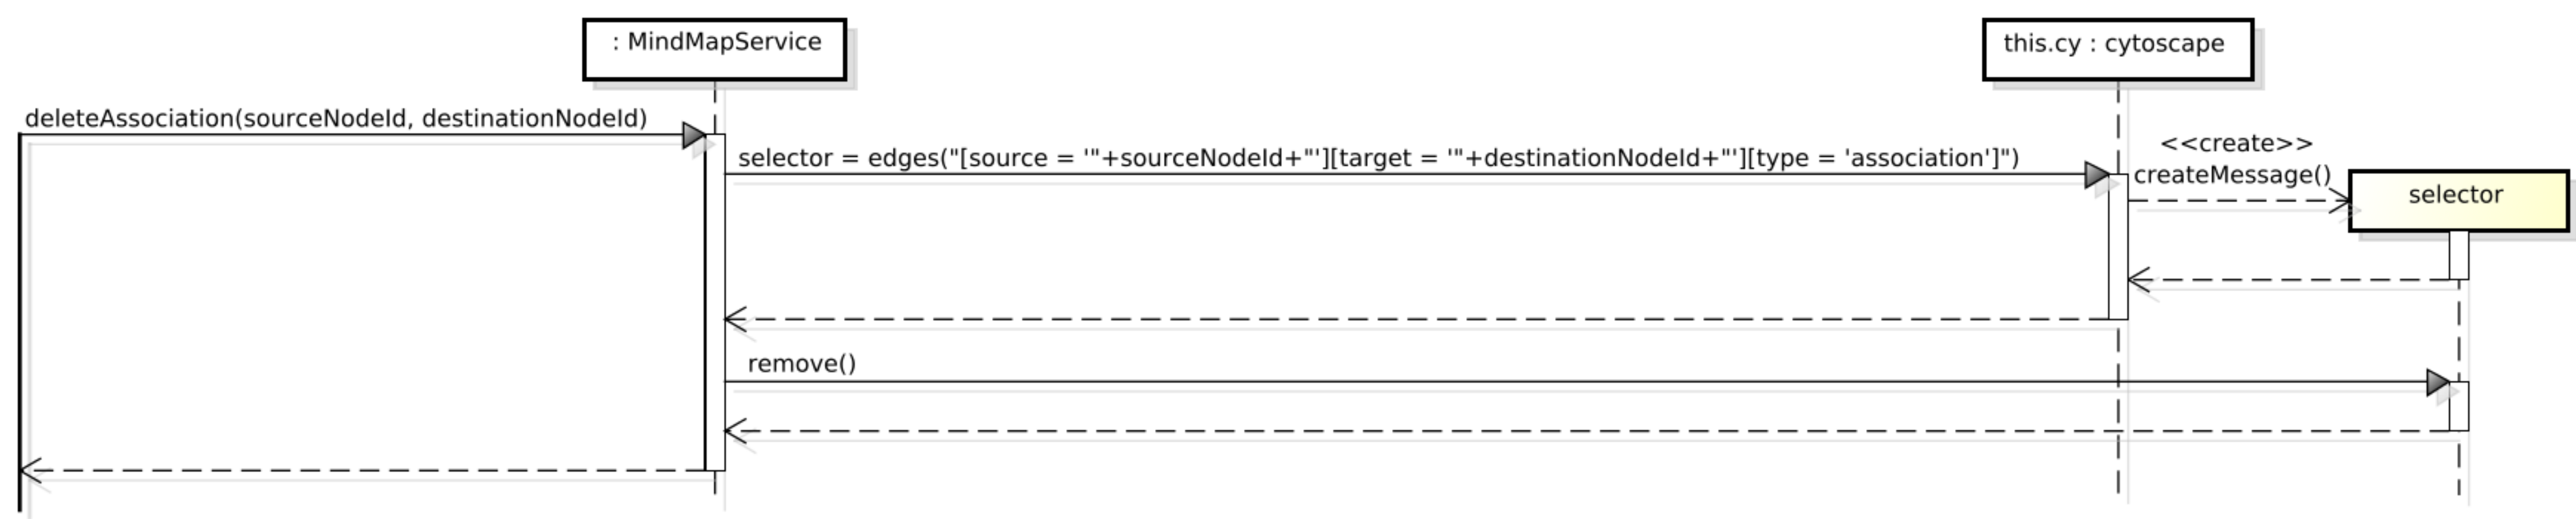 : MindMapService
this.cy : cytoscape
deleteAssociation(sourceNodeId, destinationNodeId)
selector = edges("[source = '"+sourceNodeId+"'][target = '"+destinationNodeId+"'][type = 'association']")
<<create>>
createMessage()
selector
remove()